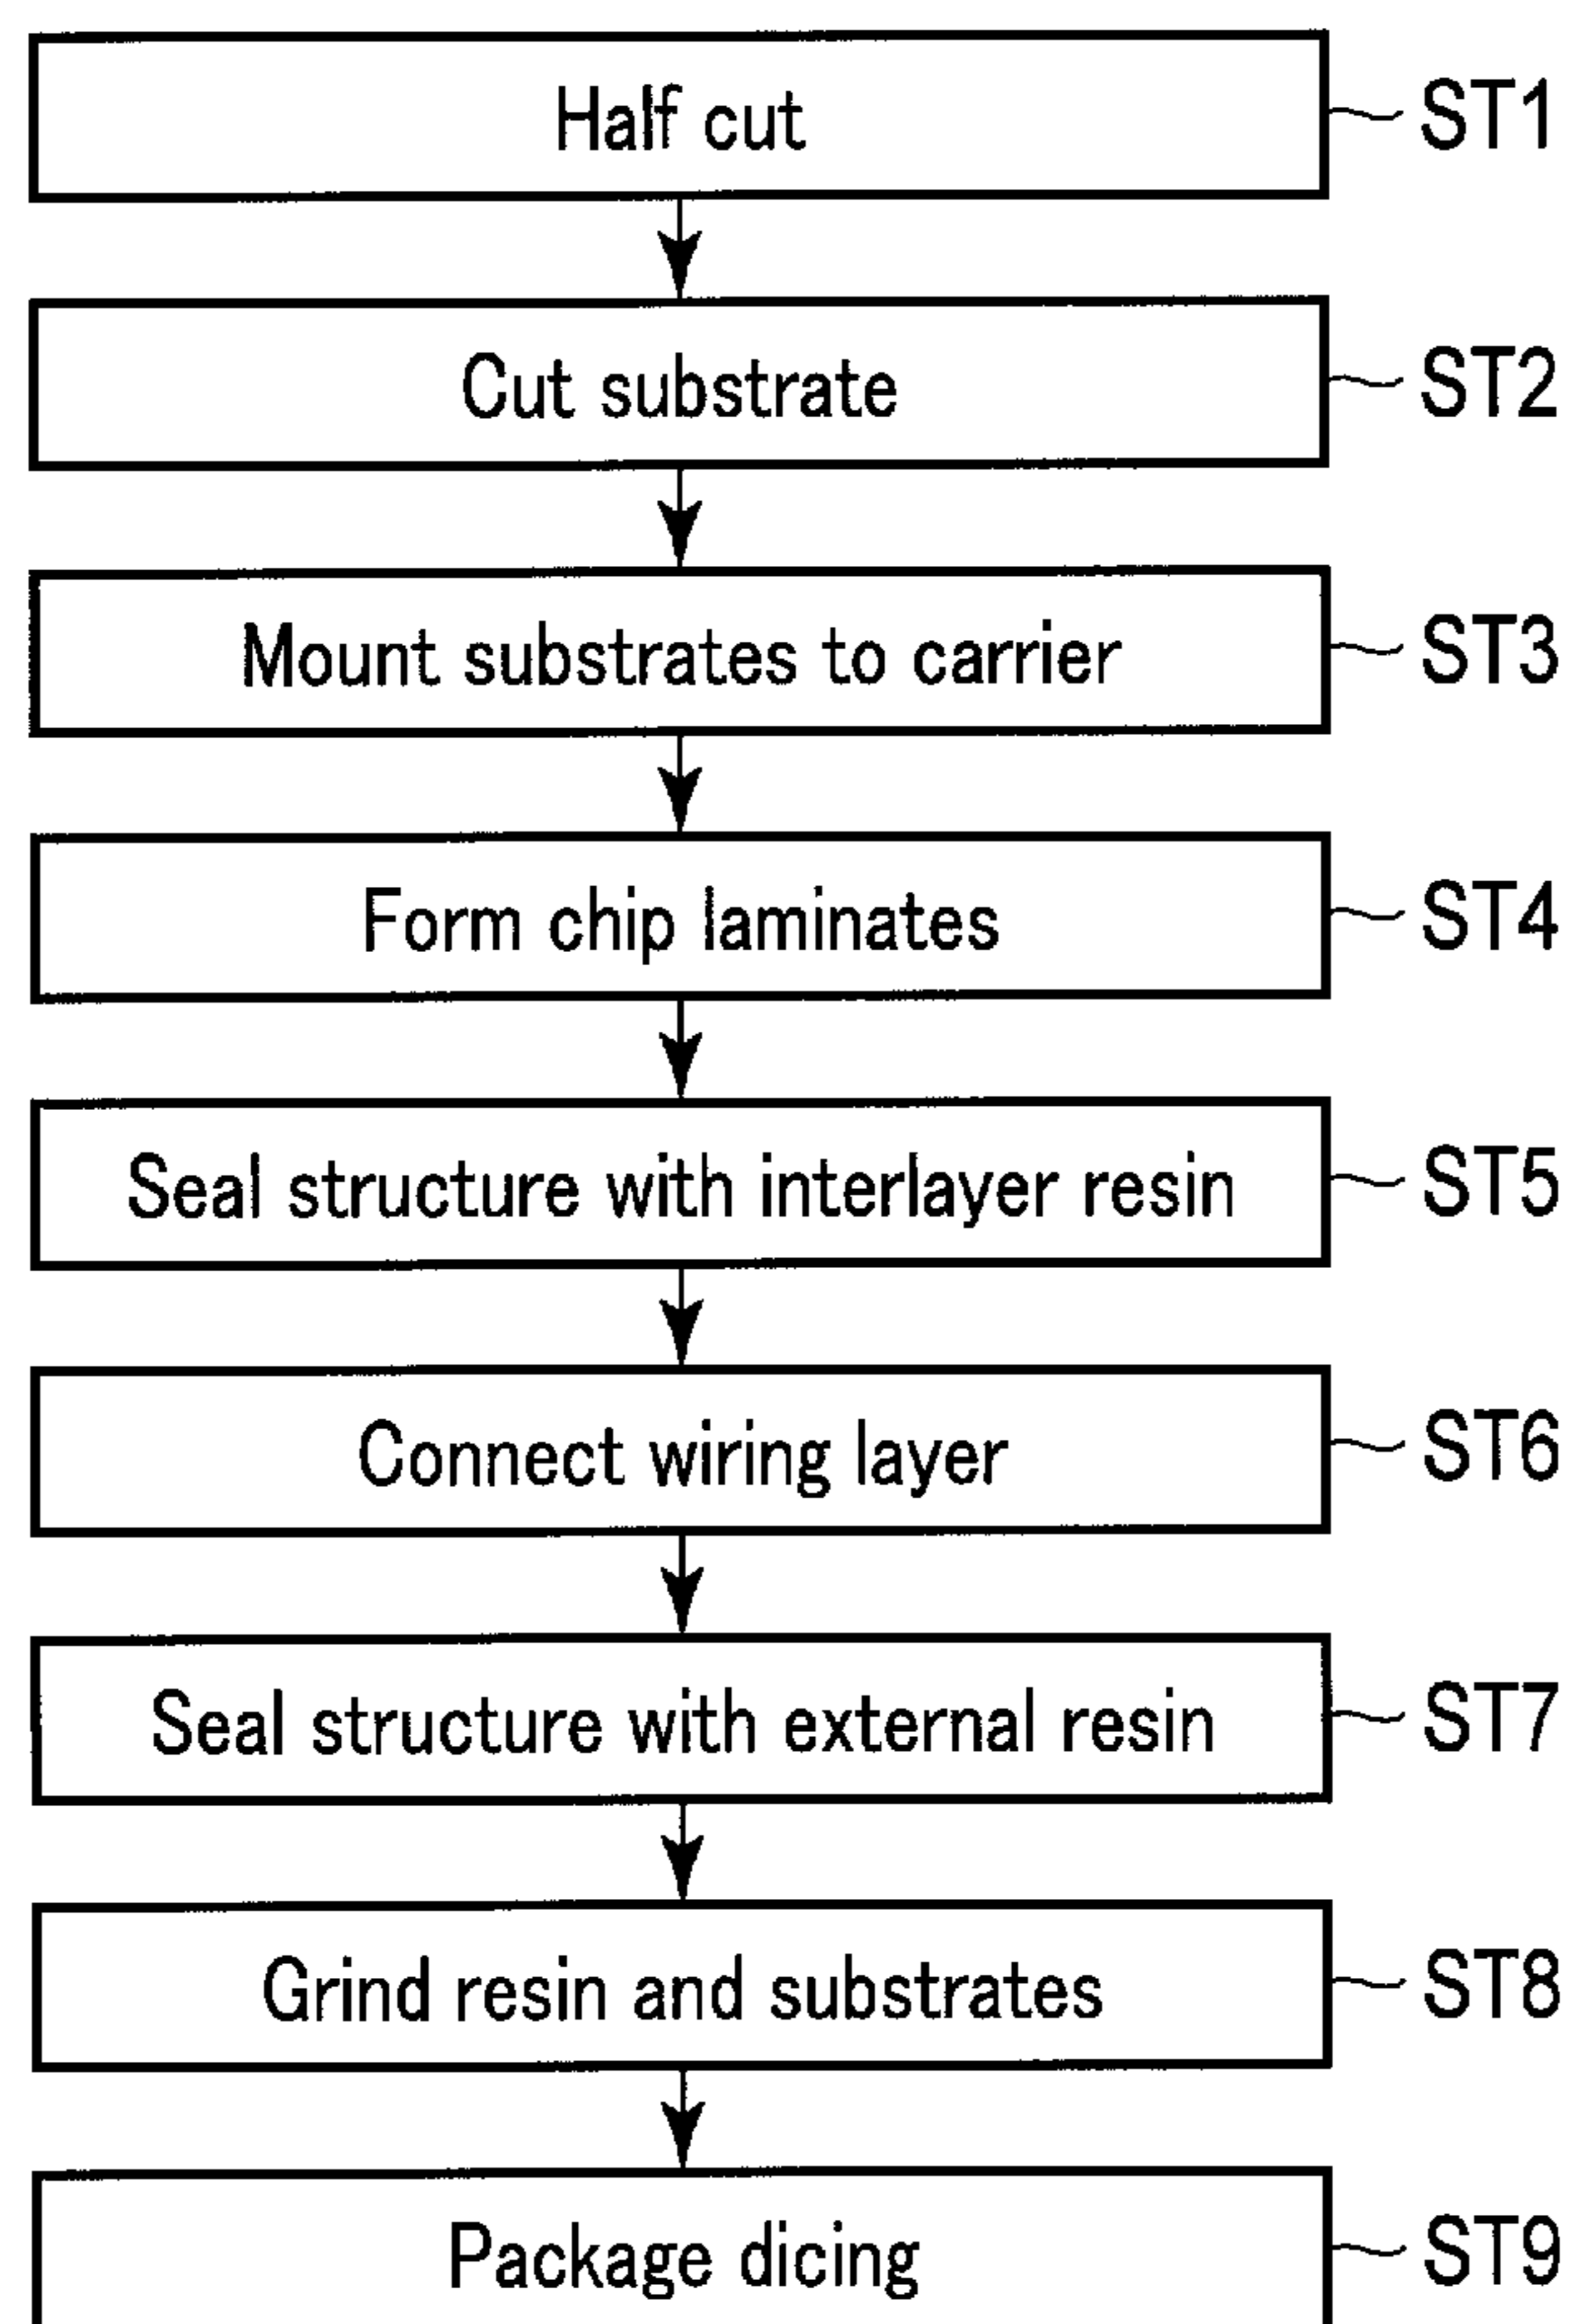 Half cut ST1
Cut substrate ST2
Mount substrates to carrier ST3
Form chip laminates ST4
Seal structure with interlayer resin ST5
Connect wiring layer ST6
Seal structure with external resin ST7
Grind resin and substrates ST8
Package dicing ST9